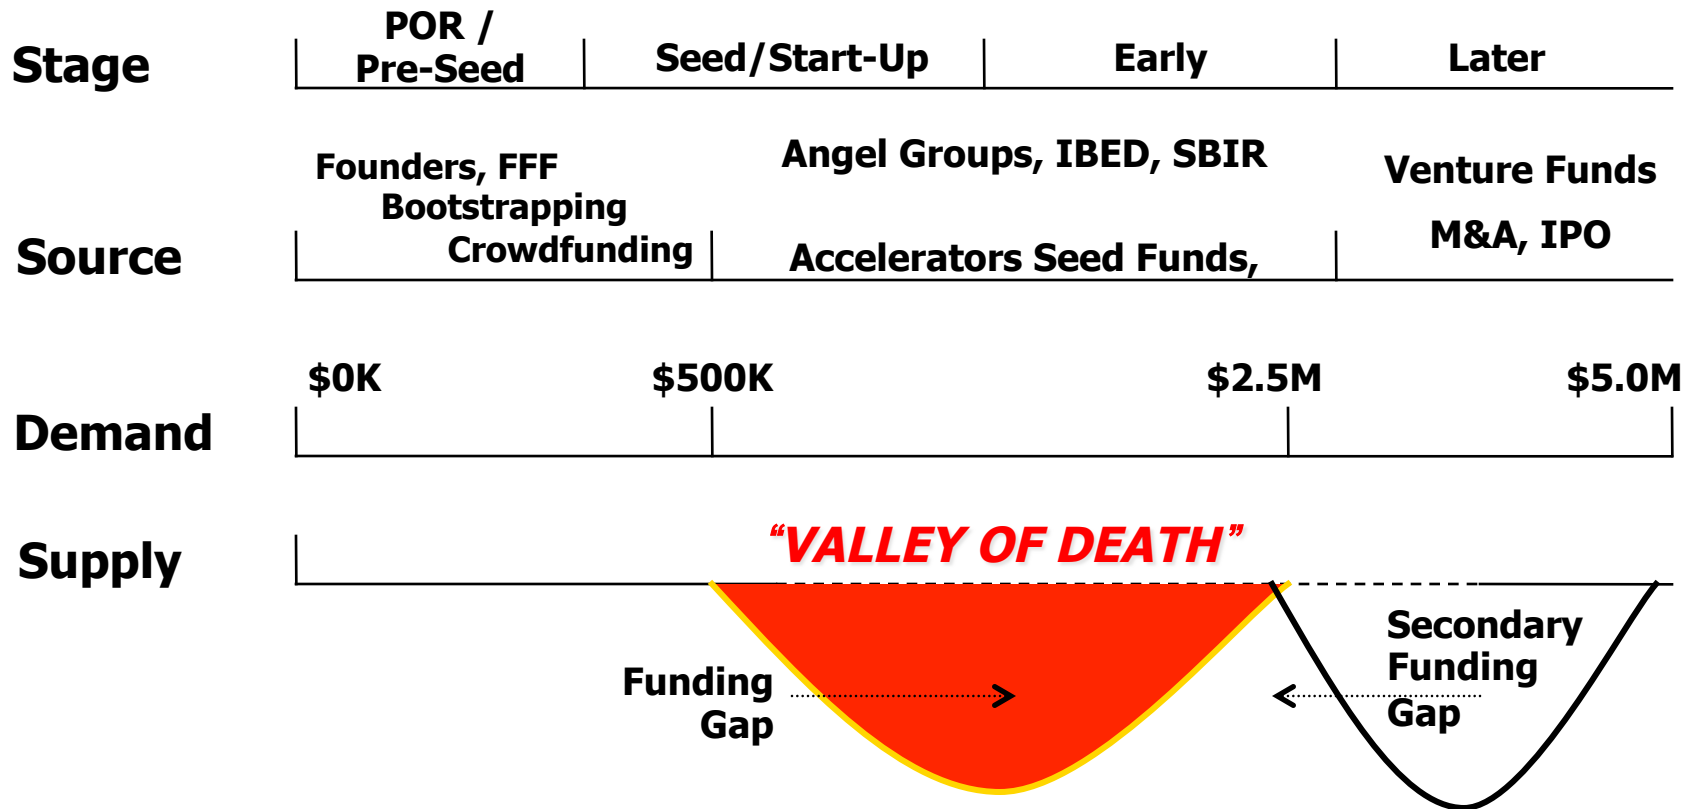 Stage
POR /
Pre-Seed
Seed/Start-Up
Early
Later
Source
Founders, FFF
Bootstrapping
Crowdfunding
Angel Groups, IBED, SBIR
Accelerators Seed Funds,
Venture Funds
M&A, IPO
Demand
$0K
$500K
$2.5M
$5.0M
Supply
“VALLEY OF DEATH”
Funding
Gap
Secondary
Funding
Gap